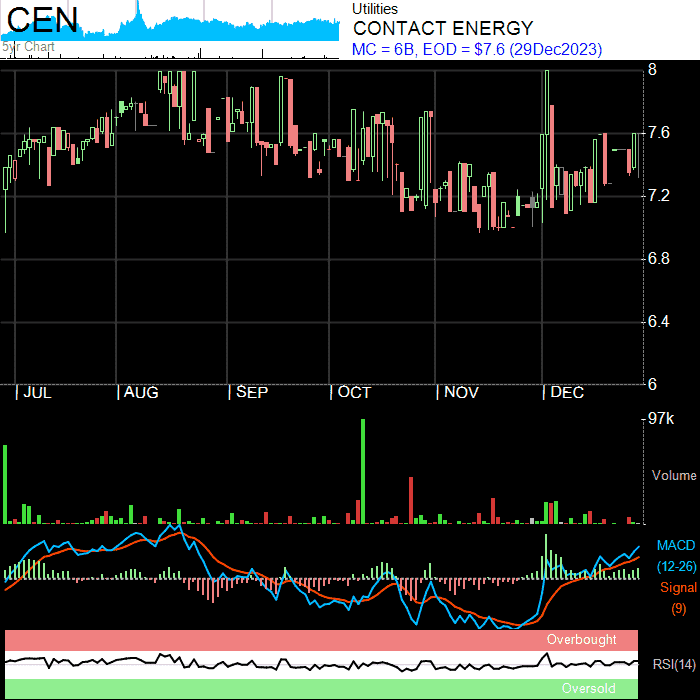 CEN
5yr Chart
Utilities
CONTACT ENERGY
MC = 6B, EOD = $7.6 (29Dec2023)
8
7.6
7.2
6.8
6.4
6
JUL AUG SEP OCT NOV DEC
97k
Volume
MACD
(12-26)
Signal
(9)
Overbought
RSI(14)
Oversold